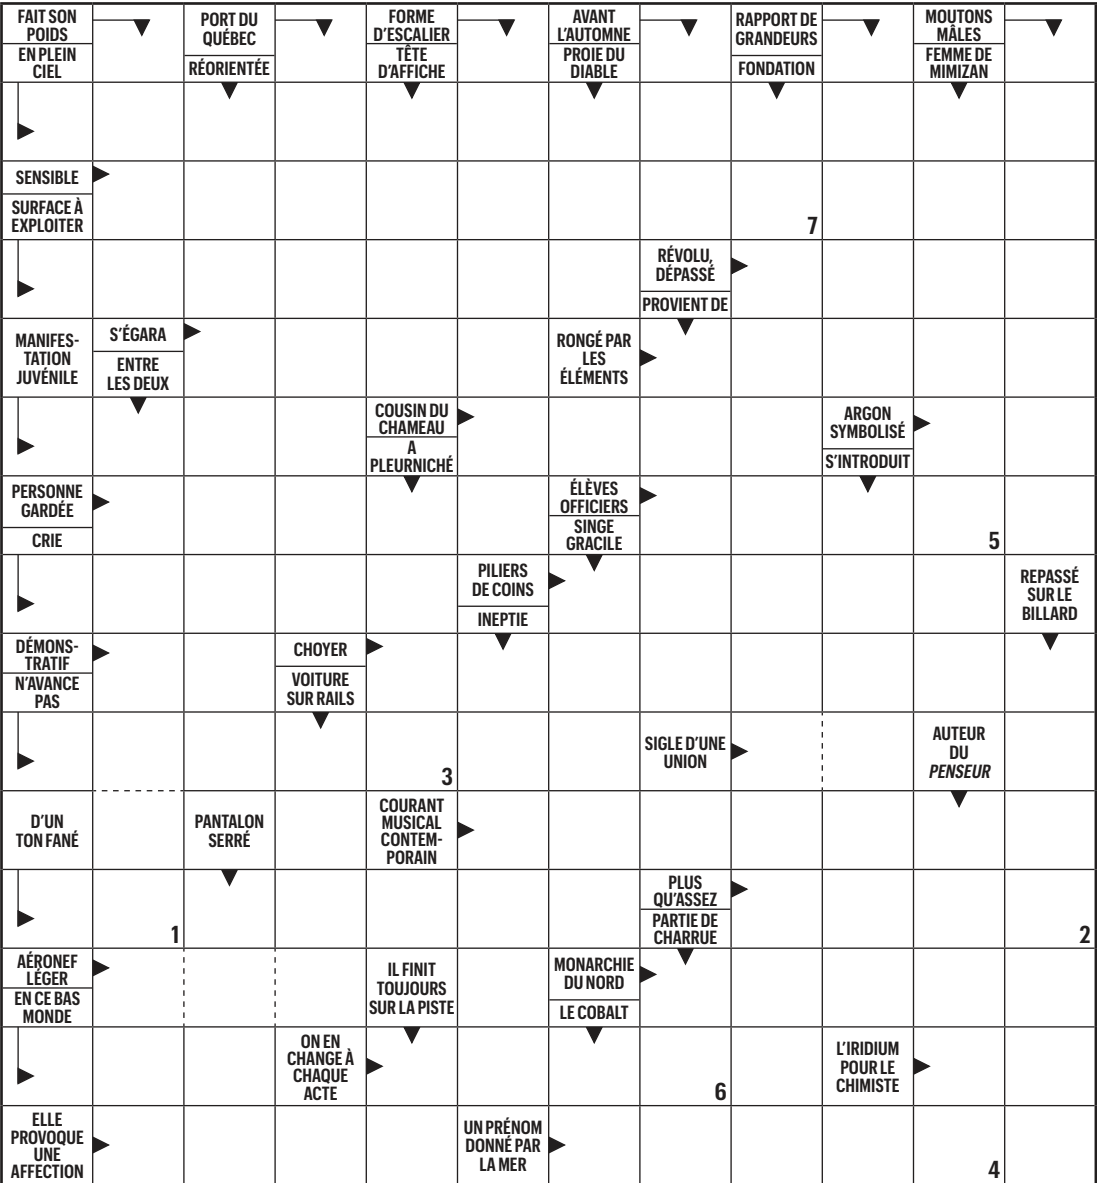 FAIT SON
POIDS
EN PLEIN
CIEL
PORT DU
QUÉBEC
RÉORIENTÉE
FORME
D'ESCALIER
TÊTE
D'AFFICHE
AVANT
L'AUTOMNE
PROIE DU
DIABLE
RAPPORT DE
GRANDEURS
FONDATION
MOUTONS
MÂLES
FEMME DE
MIMIZAN
SENSIBLE
SURFACE À
EXPLOITER
7
RÉVOLU,
DÉPASSÉ
PROVIENT DE
MANIFES-
TATION
JUVÉNILE
S'ÉGARA
ENTRE
LES DEUX
RONGÉ PAR
LES
ÉLÉMENTS
COUSIN DU
CHAMEAU
A
PLEURNICHÉ
ARGON
SYMBOLISÉ
S'INTRODUIT
PERSONNE
GARDÉE
CRIE
ÉLÈVES
OFFICIERS
SINGE
GRACILE
5
PILIERS
DE COINS
INEPTIE
REPASSÉ
SUR LE
BILLARD
DÉMONS-
TRATIF
N'AVANCE
PAS
CHOYER
VOITURE
SUR RAILS
3
SIGLE D'UNE
UNION
AUTEUR
DU
PENSEUR
D'UN
TON FANÉ
PANTALON
SERRÉ
COURANT
MUSICAL
CONTEM-
PORAIN
1
PLUS
QU'ASSEZ
PARTIE DE
CHARRUE
2
AÉRONEF
LÉGER
EN CE BAS
MONDE
IL FINIT
TOUJOURS
SUR LA PISTE
MONARCHIE
DU NORD
LE COBALT
ON EN
CHANGE À
CHAQUE
ACTE
6
L'IRIDIUM
POUR LE
CHIMISTE
ELLE
PROVOQUE
UNE
AFFECTION
UN PRÉNOM
DONNÉ PAR
LA MER
4